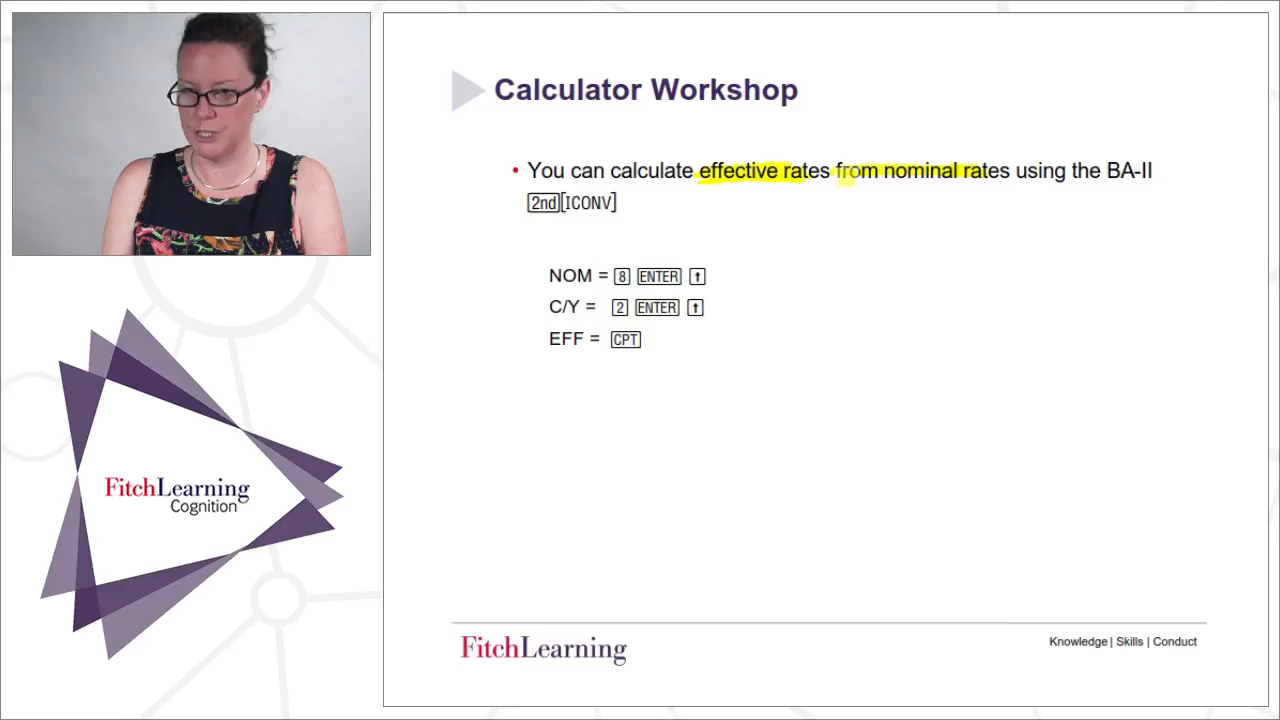 Calculator Workshop
• You can calculate effective rates from nominal rates using the BA-II
2nd[ICONV]
NOM = 8 ENTER ↑
C/Y = 2 ENTER ↑
EFF = CPT
FitchLearning
Cognition
FitchLearning
Knowledge | Skills | Conduct